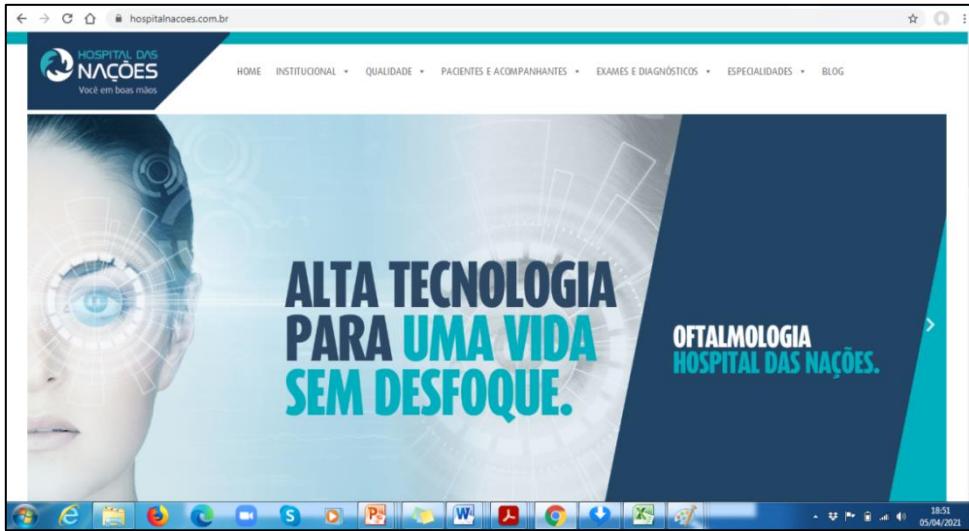 hospitalnacoes.com.br
HOSPITAL DAS
NAÇÕES
Você em boas mãos
HOME INSTITUCIONAL QUALIDADE PACIENTES E ACOMPANHANTES EXAMES E DIAGNÓSTICOS ESPECIALIDADES BLOG
ALTA TECNOLOGIA
PARA UMA VIDA
SEM DESFOQUE.
OFTALMOLOGIA
HOSPITAL DAS NAÇÕES.
18:51
05/04/2021